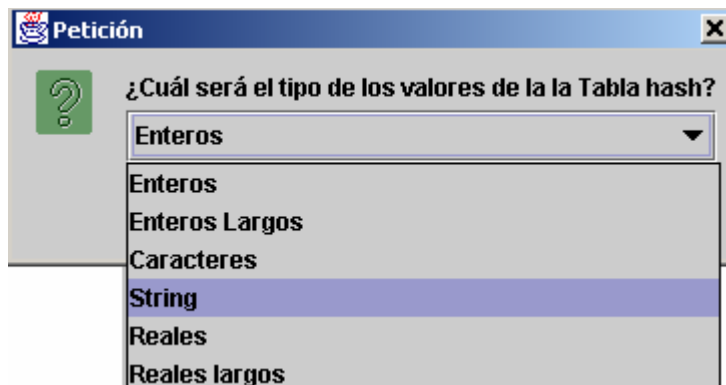 Petición
¿Cuál será el tipo de los valores de la la Tabla hash?
Enteros
Enteros
Enteros Largos
Caracteres
String
Reales
Reales largos